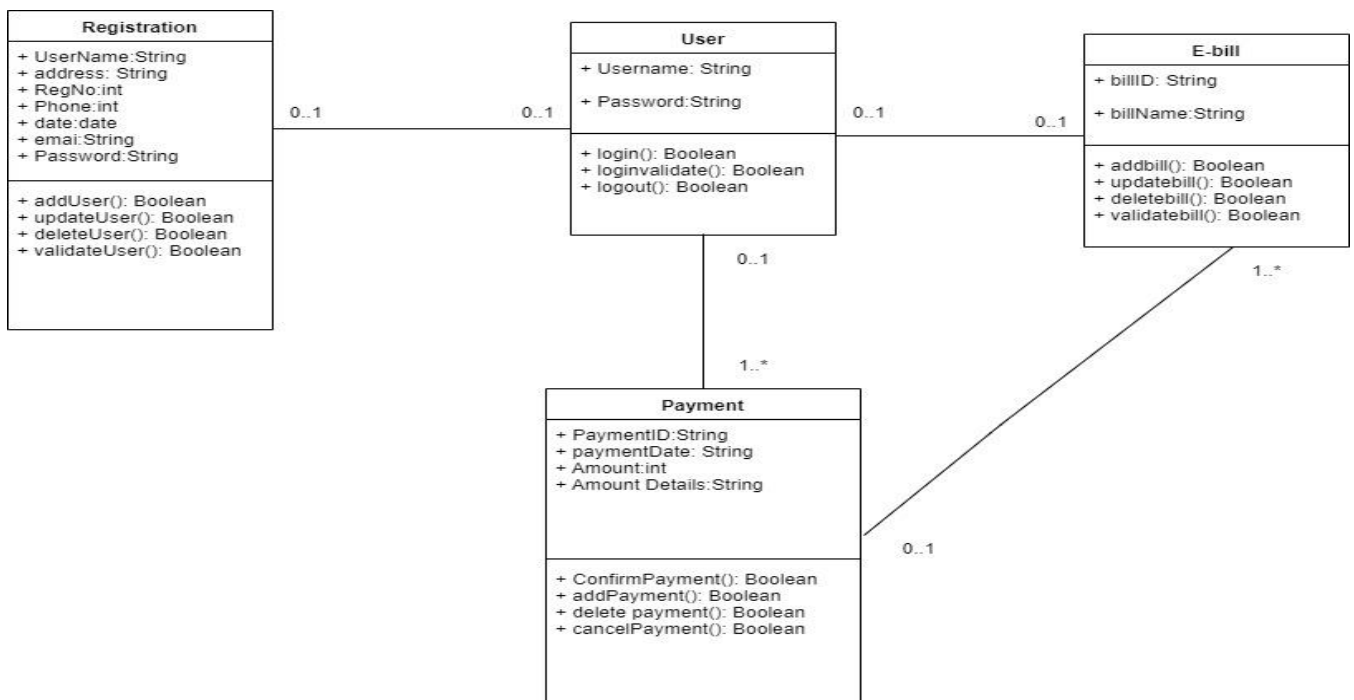 Registration
+ UserName:String
+ address: String
+ RegNo:int
+ Phone:int
+ date:date
+ emai:String
+ Password:String
+ addUser(): Boolean
+ updateUser(): Boolean
+ deleteUser(): Boolean
+ validateUser(): Boolean
0..1
0..1
User
+ Username: String
+ Password:String
+ login(): Boolean
+ loginvalidate(): Boolean
+ logout(): Boolean
0..1
0..1
E-bill
+ billID: String
+ billName:String
+ addbill(): Boolean
+ updatebill(): Boolean
+ deletebill(): Boolean
+ validatebill(): Boolean
0..1
1..*
1..*
0..1
Payment
+ PaymentID:String
+ paymentDate: String
+ Amount:int
+ Amount Details:String
+ ConfirmPayment(): Boolean
+ addPayment(): Boolean
+ delete payment(): Boolean
+ cancelPayment(): Boolean